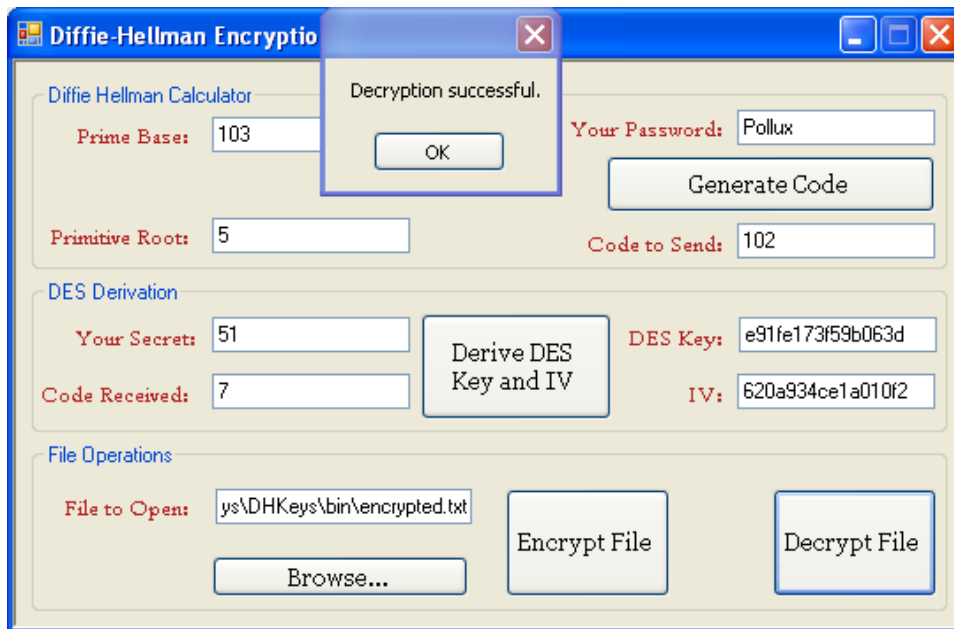 Diffie-Hellman Encryptio
Decryption successful.
OK
Diffie Hellman Calculator
Prime Base: 103
Your Password: Pollux
Generate Code
Primitive Root: 5
Code to Send: 102
DES Derivation
Your Secret: 51
Derive DES
Key and IV
DES Key: e91fe173f59b063d
Code Received: 7
IV: 620a934ce1a010f2
File Operations
File to Open: ys\DHKeys\bin\encrypted.txt
Browse...
Encrypt File
Decrypt File